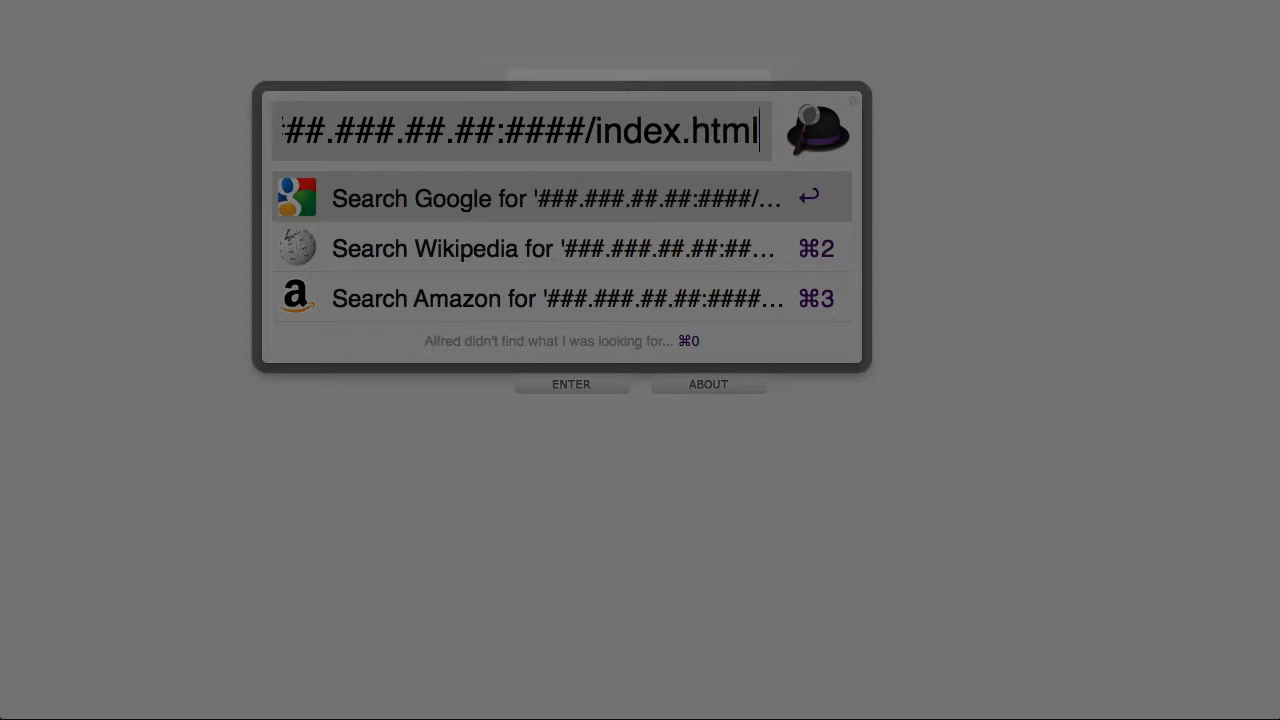 ##.###.##.##:####/index.html
Search Google for '###.###.##.##:####/...
Search Wikipedia for '###.###.##.##:##... ⌘2
Search Amazon for '###.###.##.##:####... ⌘3
Alfred didn't find what I was looking for... ⌘0
ENTER ABOUT